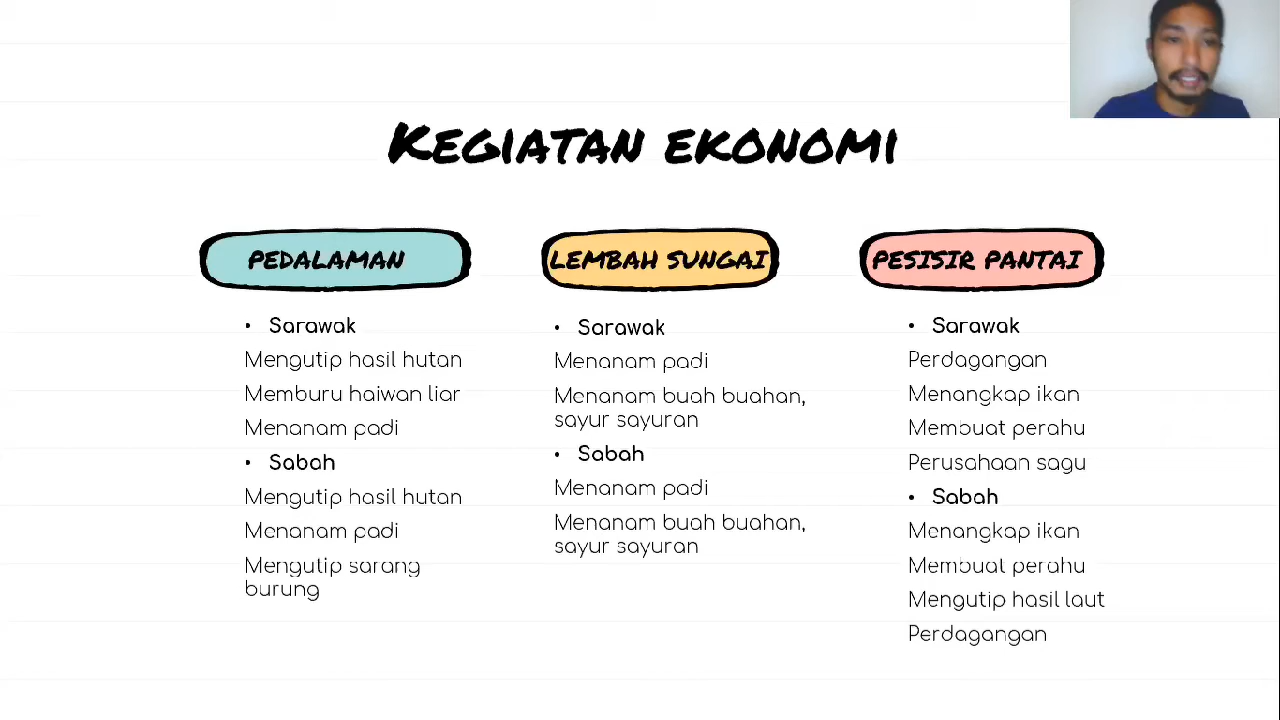 KEGIATAN EKONOMI
PEDALAMAN
• Sarawak
Mengutip hasil hutan
Memburu haiwan liar
Menanam padi
• Sabah
Mengutip hasil hutan
Menanam padi
Mengutip sarang
burung
LEMBAH SUNGAI
• Sarawak
Menanam padi
Menanam buah buahan,
sayur sayuran
• Sabah
Menanam padi
Menanam buah buahan,
sayur sayuran
PESISIR PANTAI
• Sarawak
Perdagangan
Menangkap ikan
Membuat perahu
Perusahaan sagu
• Sabah
Menangkap ikan
Membuat perahu
Mengutip hasil laut
Perdagangan